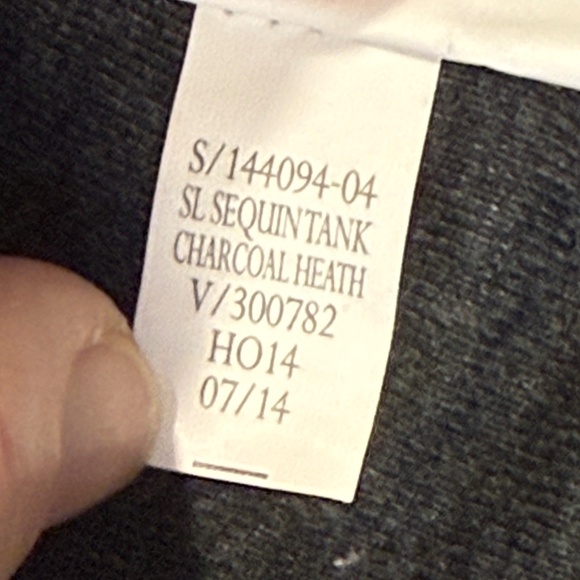 S/144094-04
SL SEQUIN TANK
CHARCOAL HEATH
V/300782
HO14
07/14